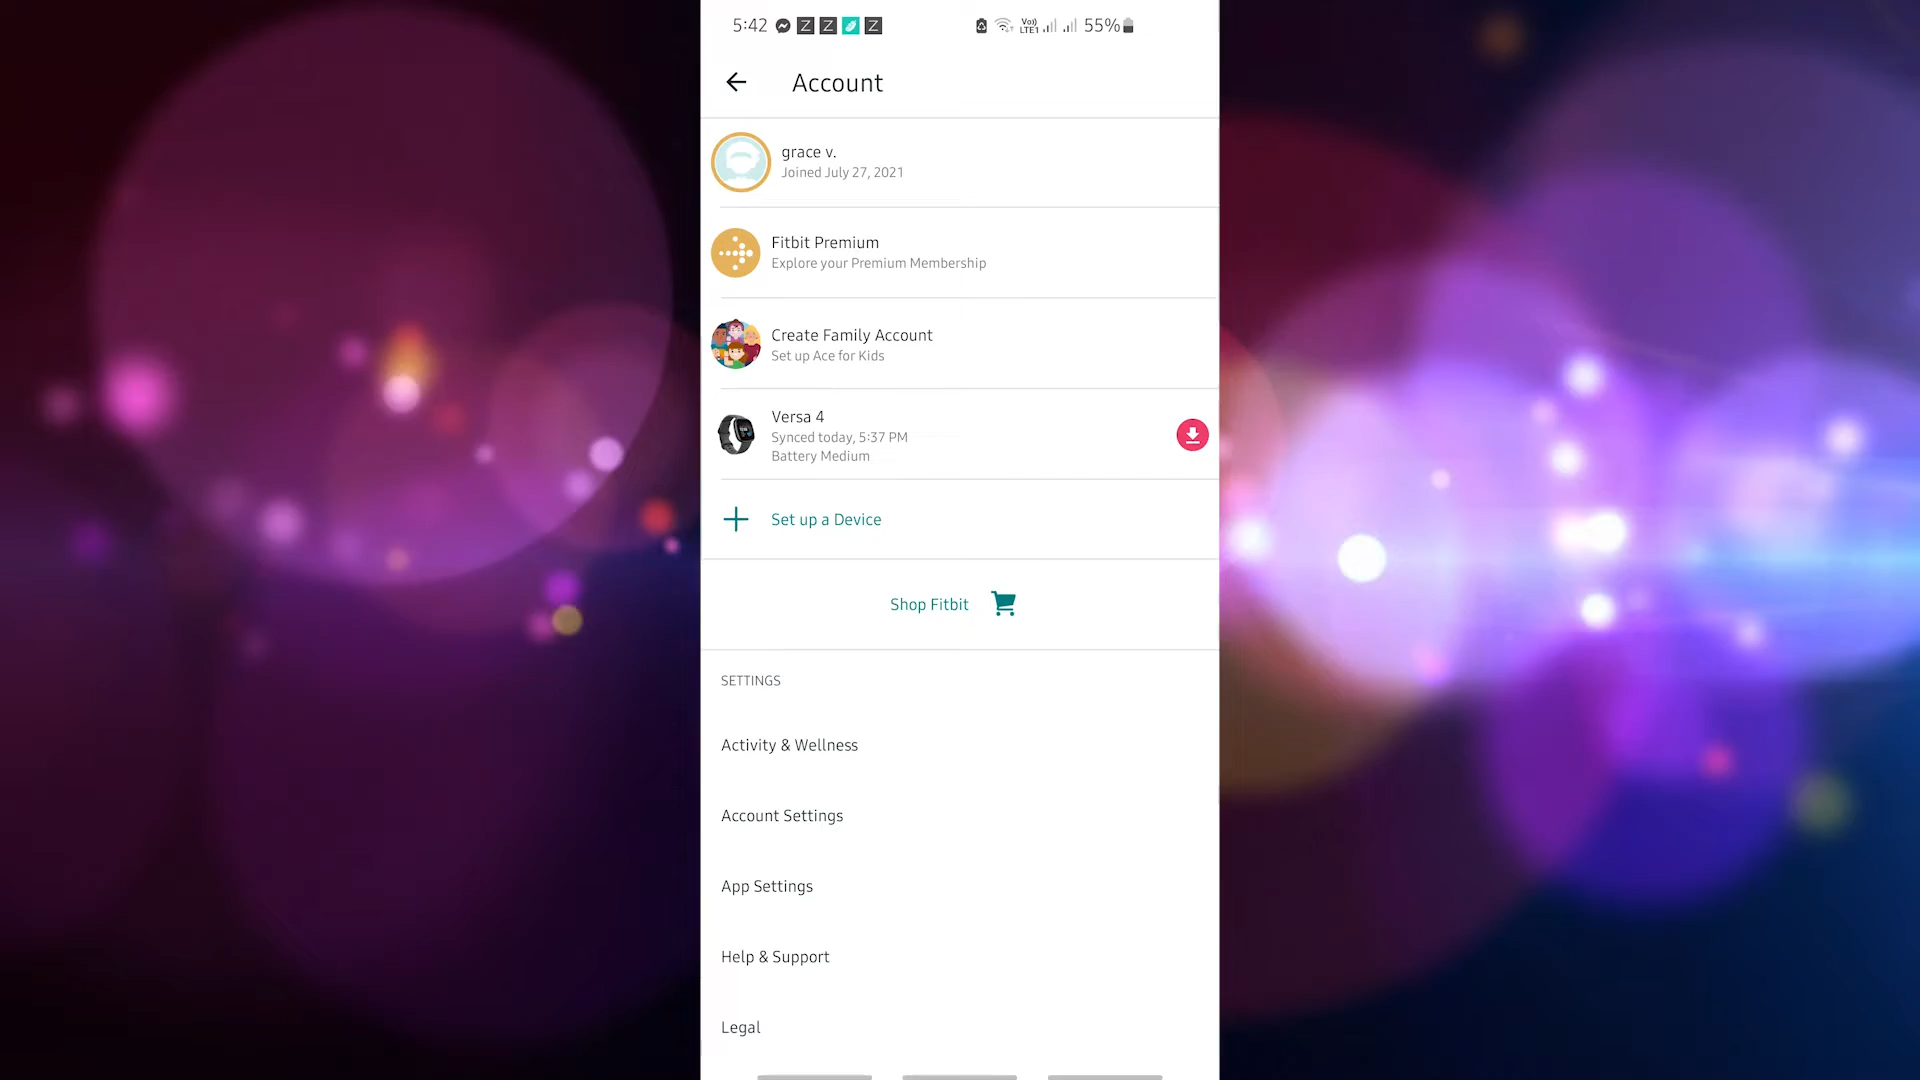 5:42 Z Z Z Vo)) LTE1 55%
Account
grace v.
Joined July 27, 2021
Fitbit Premium
Explore your Premium Membership
Create Family Account
Set up Ace for Kids
Versa 4
Synced today, 5:37 PM
Battery Medium
Set up a Device
Shop Fitbit
SETTINGS
Activity & Wellness
Account Settings
App Settings
Help & Support
Legal